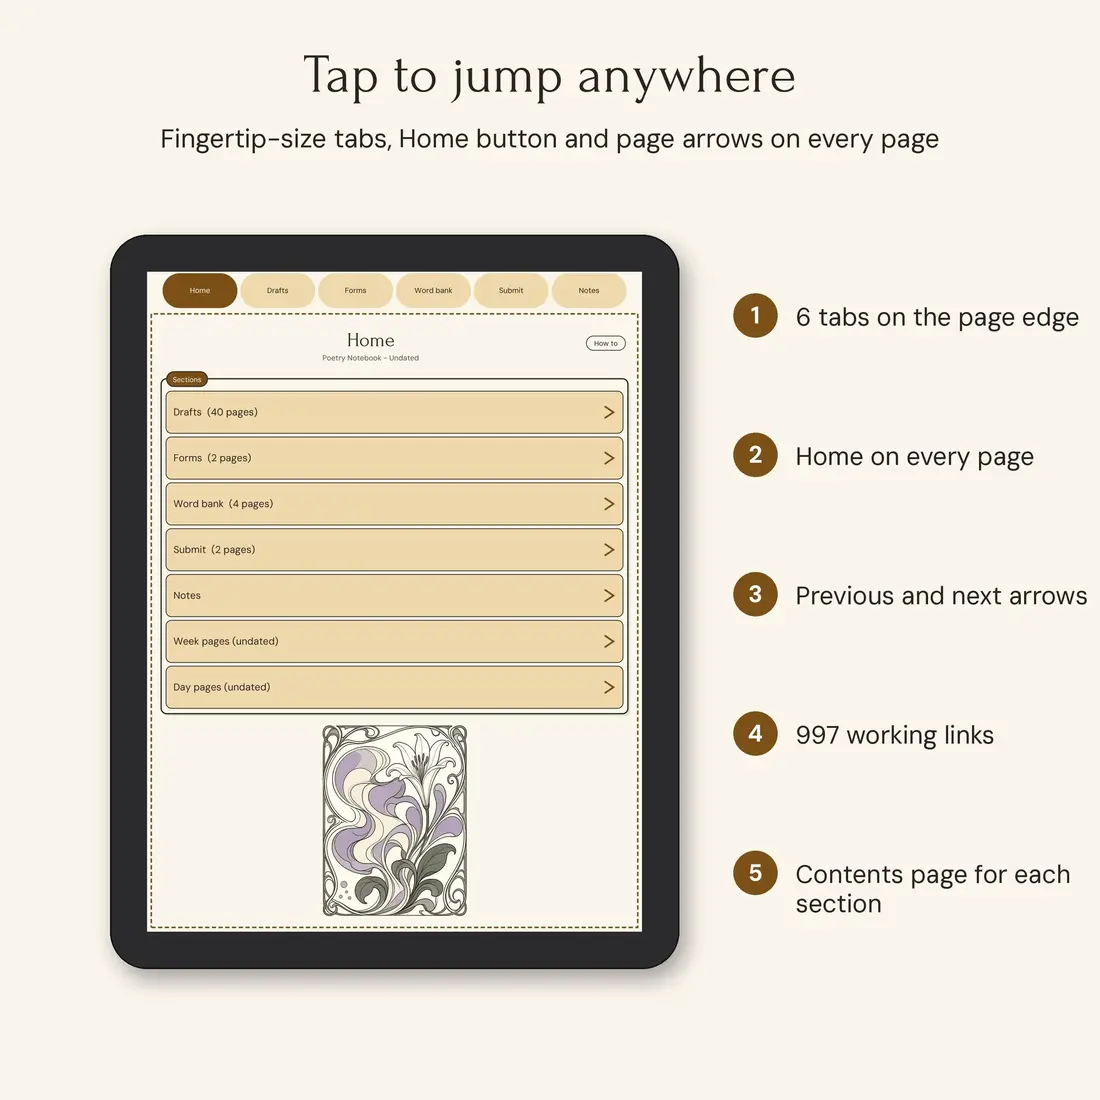 Tap to jump anywhere
Fingertip-size tabs, Home button and page arrows on every page
Home
Drafts
Forms
Word bank
Submit
Notes
Home
Poetry Notebook - Undated
How to
Sections
Drafts (40 pages)
Forms (2 pages)
Word bank (4 pages)
Submit (2 pages)
Notes
Week pages (undated)
Day pages (undated)
1 6 tabs on the page edge
2 Home on every page
3 Previous and next arrows
4 997 working links
5 Contents page for each
section